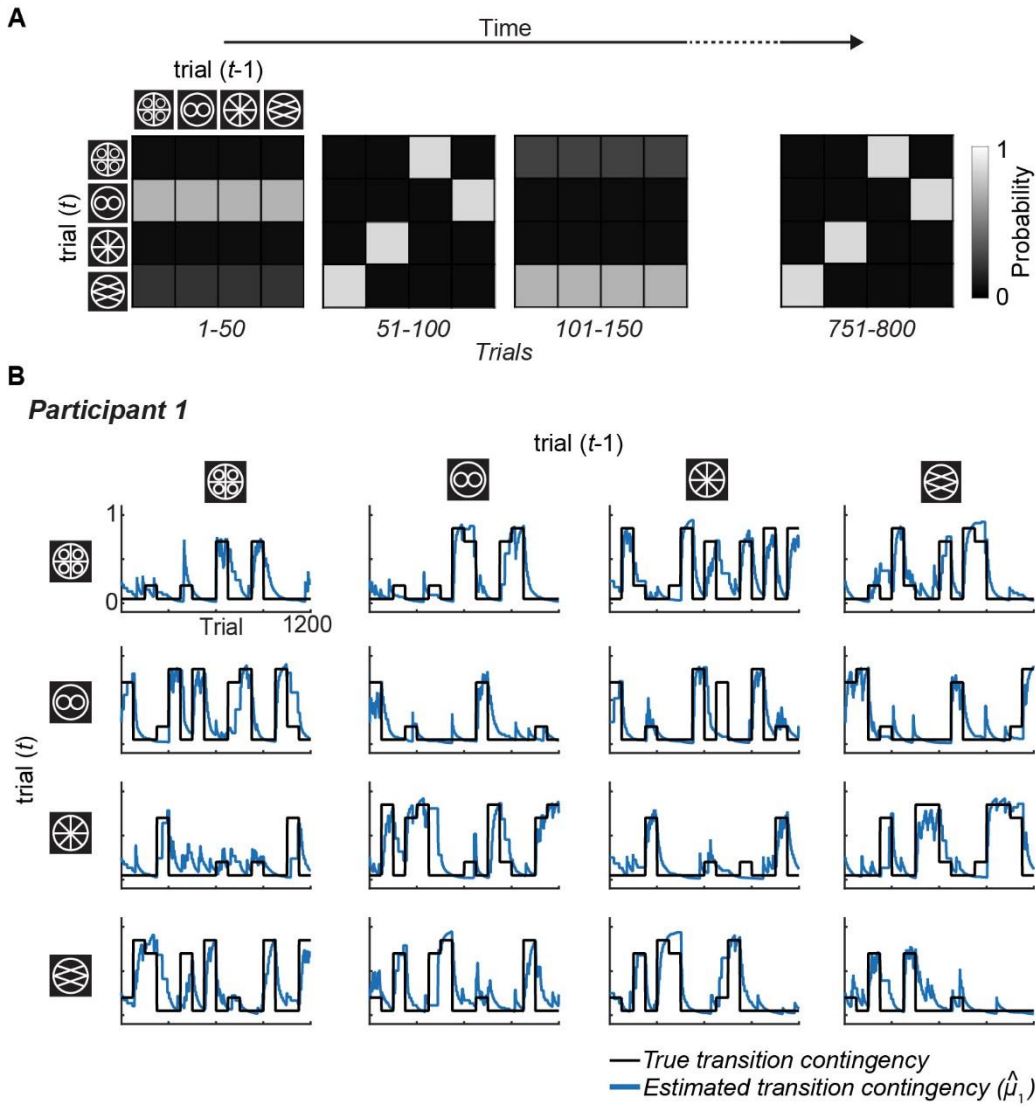 A
Time
trial (t-1)
trial (t)
1
Probability
0
1-50
51-100
101-150
751-800
Trials
B
Participant 1
trial (t-1)
1
0
Trial
1200
trial (t)
True transition contingency
Estimated transition contingency (μ̂₁)